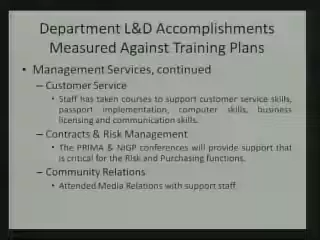 Department L&D Accomplishments
Measured Against Training Plans
• Management Services, continued
– Customer Service
• Staff has taken courses to support customer service skills,
passport implementation, computer skills, business
licensing and communication skills.
– Contracts & Risk Management
• The PRIMA & NIGP conferences will provide support that
is critical for the Risk and Purchasing functions.
– Community Relations
• Attended Media Relations with support staff